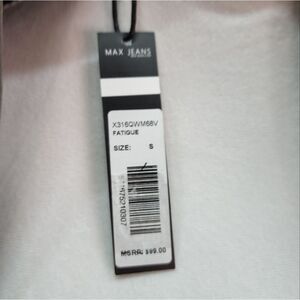 MAX JEANS
X316QWM68V
FATIGUE
SIZE: S
MSRP: $99.00